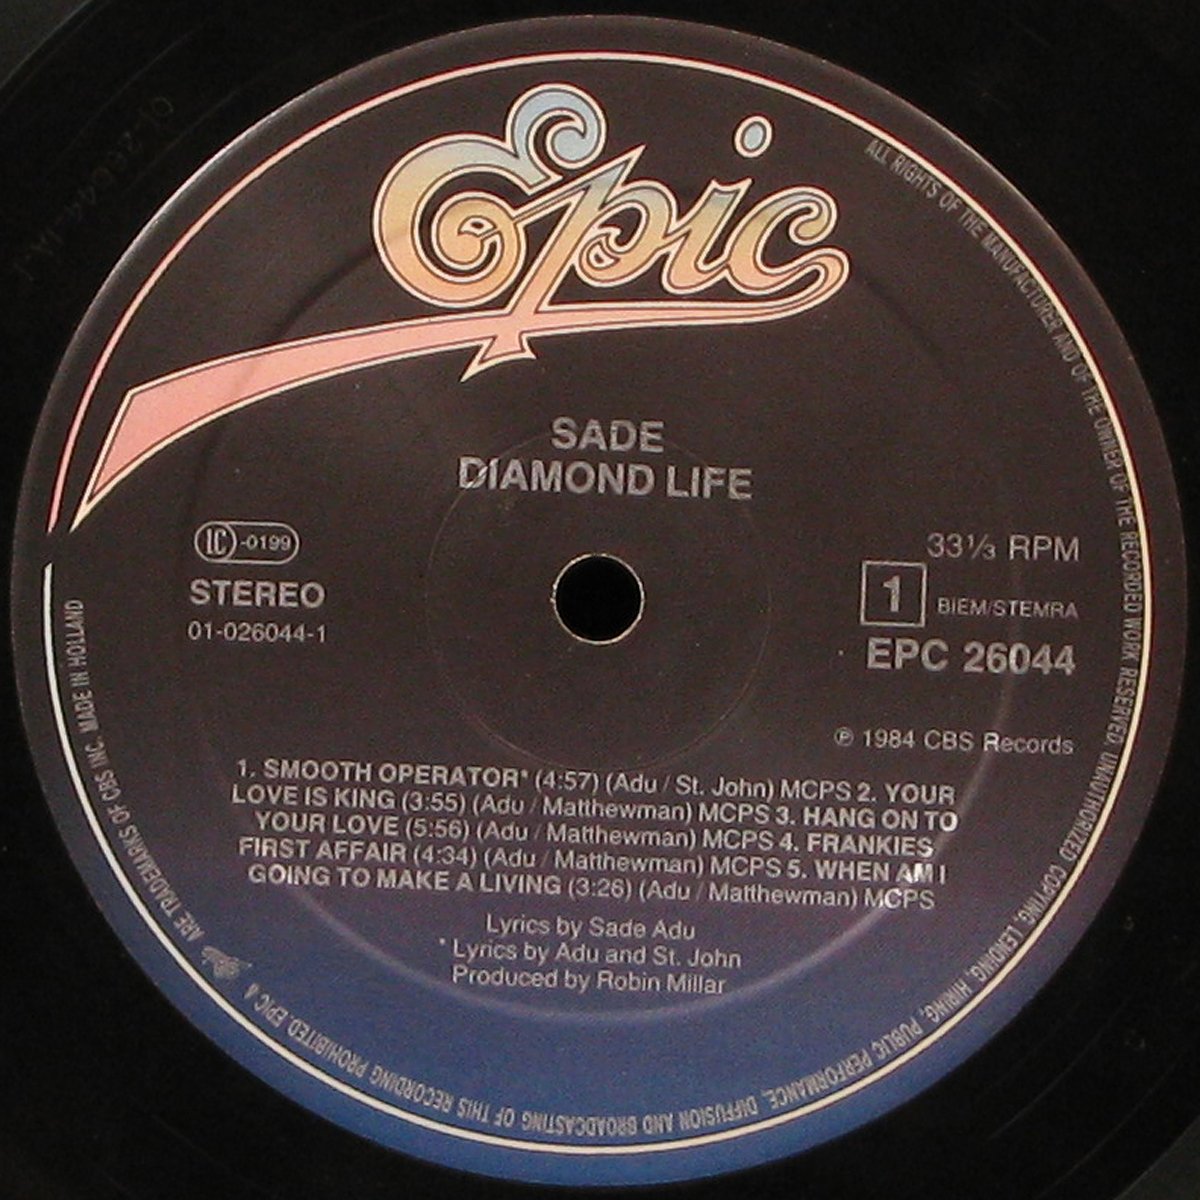 Epic
SADE
DIAMOND LIFE
LC-0199
STEREO
01-026044-1
33⅓ RPM
1 BIEM/STEMRA
EPC 26044
℗ 1984 CBS Records
1. SMOOTH OPERATOR* (4:57) (Adu / St. John) MCPS 2. YOUR
LOVE IS KING (3:55) (Adu / Matthewman) MCPS 3. HANG ON TO
YOUR LOVE (5:56) (Adu / Matthewman) MCPS 4. FRANKIES
FIRST AFFAIR (4:34) (Adu / Matthewman) MCPS 5. WHEN AM I
GOING TO MAKE A LIVING (3:26) (Adu / Matthewman) MCPS
Lyrics by Sade Adu
* Lyrics by Adu and St. John
Produced by Robin Millar
ALL RIGHTS OF THE MANUFACTURER AND OF THE OWNER OF THE RECORDED WORK RESERVED. UNAUTHORIZED COPYING, LENDING, HIRING, PUBLIC PERFORMANCE, DIFFUSION AND BROADCASTING OF THIS RECORDING PROHIBITED. EPIC & Epic ARE TRADEMARKS OF CBS INC. MADE IN HOLLAND